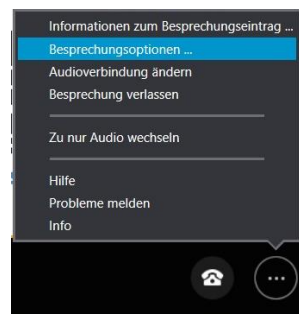 Informationen zum Besprechungseintrag ...
Besprechungsoptionen ...
Audioverbindung ändern
Besprechung verlassen
Zu nur Audio wechseln
Hilfe
Probleme melden
Info